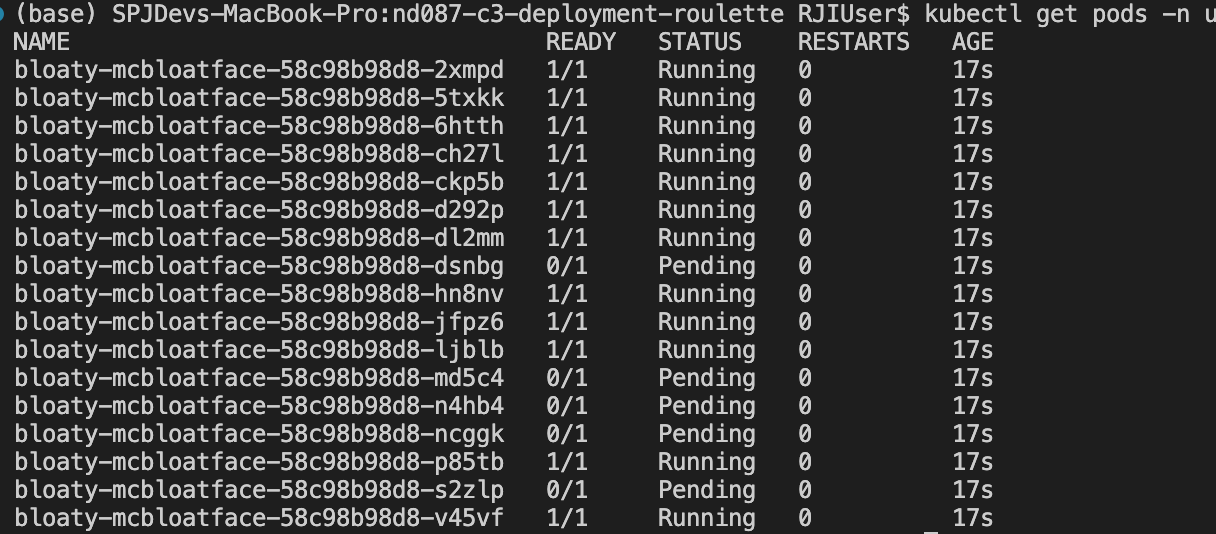 (base) SPJDevs-MacBook-Pro:nd087-c3-deployment-roulette RJIUser$ kubectl get pods -n u
NAME READY STATUS RESTARTS AGE
bloaty-mcbloatface-58c98b98d8-2xmpd 1/1 Running 0 17s
bloaty-mcbloatface-58c98b98d8-5txkk 1/1 Running 0 17s
bloaty-mcbloatface-58c98b98d8-6htth 1/1 Running 0 17s
bloaty-mcbloatface-58c98b98d8-ch27l 1/1 Running 0 17s
bloaty-mcbloatface-58c98b98d8-ckp5b 1/1 Running 0 17s
bloaty-mcbloatface-58c98b98d8-d292p 1/1 Running 0 17s
bloaty-mcbloatface-58c98b98d8-dl2mm 1/1 Running 0 17s
bloaty-mcbloatface-58c98b98d8-dsnbg 0/1 Pending 0 17s
bloaty-mcbloatface-58c98b98d8-hn8nv 1/1 Running 0 17s
bloaty-mcbloatface-58c98b98d8-jfpz6 1/1 Running 0 17s
bloaty-mcbloatface-58c98b98d8-ljblb 1/1 Running 0 17s
bloaty-mcbloatface-58c98b98d8-md5c4 0/1 Pending 0 17s
bloaty-mcbloatface-58c98b98d8-n4hb4 0/1 Pending 0 17s
bloaty-mcbloatface-58c98b98d8-ncggk 0/1 Pending 0 17s
bloaty-mcbloatface-58c98b98d8-p85tb 1/1 Running 0 17s
bloaty-mcbloatface-58c98b98d8-s2zlp 0/1 Pending 0 17s
bloaty-mcbloatface-58c98b98d8-v45vf 1/1 Running 0 17s